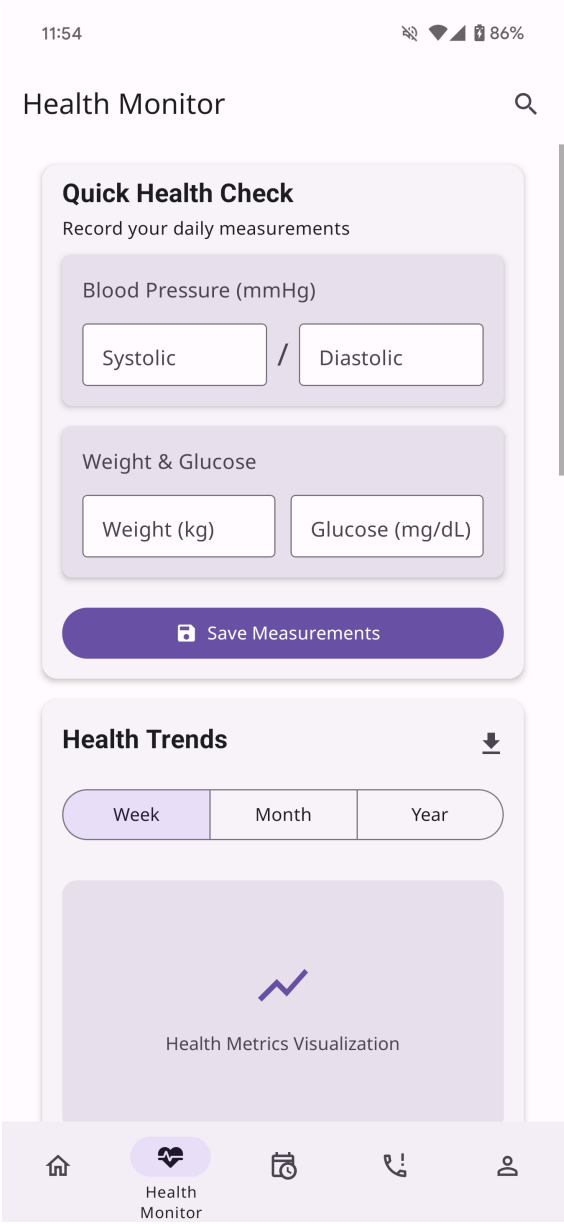 11:54
86%
Health Monitor
Quick Health Check
Record your daily measurements
Blood Pressure (mmHg)
Systolic / Diastolic
Weight & Glucose
Weight (kg) Glucose (mg/dL)
Save Measurements
Health Trends
Week Month Year
Health Metrics Visualization
Health
Monitor